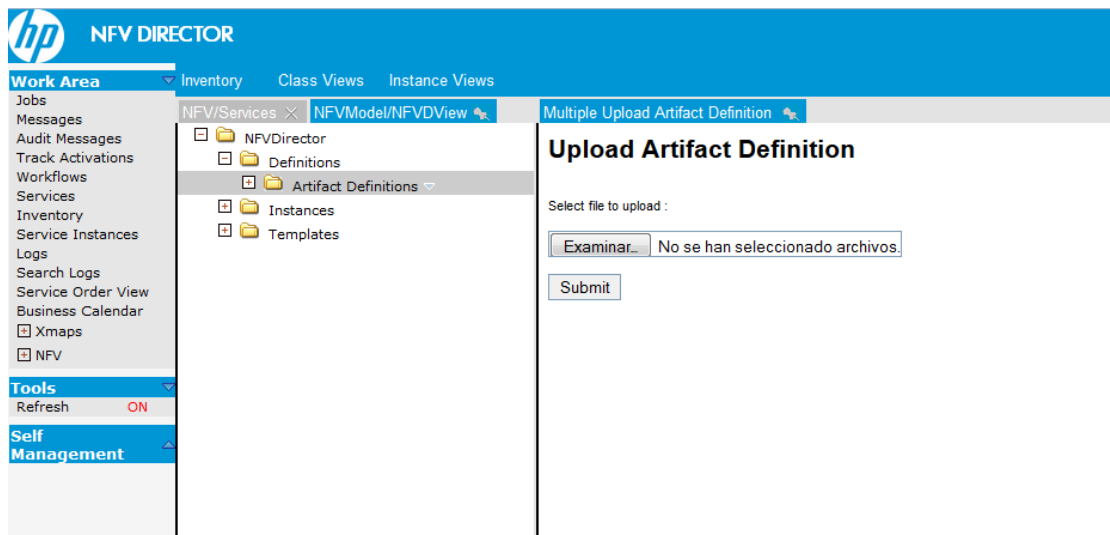 hp NFV DIRECTOR
Work Area
Jobs
Messages
Audit Messages
Track Activations
Workflows
Services
Inventory
Service Instances
Logs
Search Logs
Service Order View
Business Calendar
Xmaps
NFV
Tools
Refresh ON
Self
Management
Inventory Class Views Instance Views
NFV/Services NFVModel/NFVDView
NFVDirector
Definitions
Artifact Definitions
Instances
Templates
Multiple Upload Artifact Definition
Upload Artifact Definition
Select file to upload :
Examinar_ No se han seleccionado archivos.
Submit